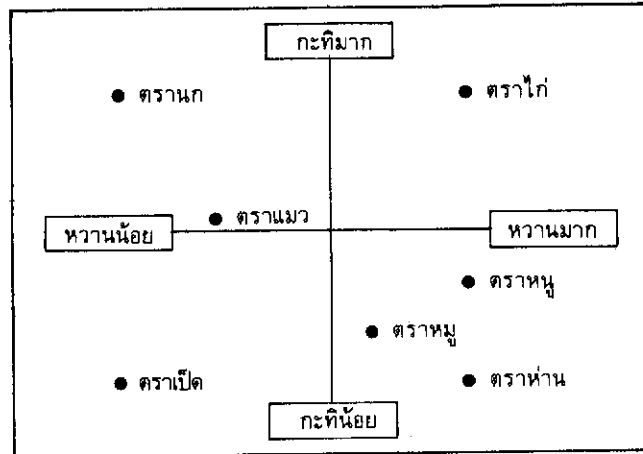 กะทิมาก
ตรานก
ตราไก่
ตราแมว
หวานน้อย
หวานมาก
ตราหนู
ตราหมู
ตราเป็ด
ตราห่าน
กะทิน้อย